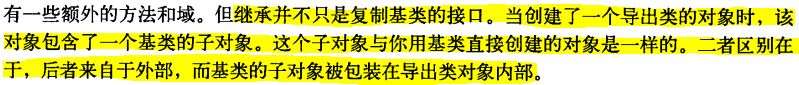 有一些额外的方法和域。但继承并不只是复制基类的接口。当创建了一个导出类的对象时，该
对象包含了一个基类的子对象。这个子对象与你用基类直接创建的对象是一样的。二者区别在
于，后者来自于外部，而基类的子对象被包装在导出类对象内部。